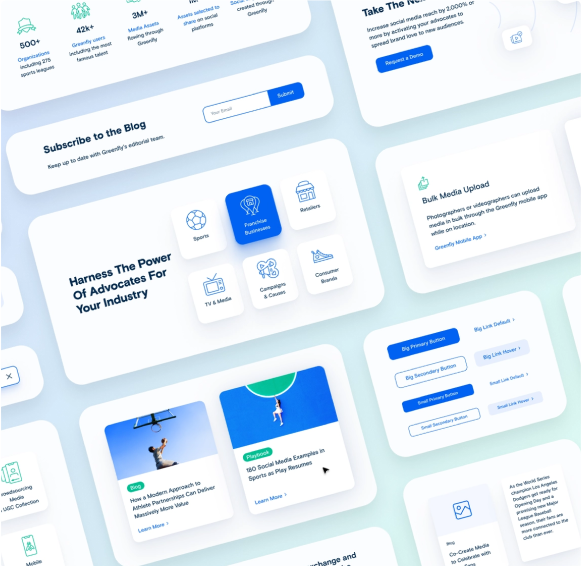 500+
Organizations
including 275
sports leagues
42k+
Greenfly users
including the most
famous talent
3M+
Media Assets
flowing through
Greenfly
Assets selected to
share on social
platforms
created through
Greenfly
Take The
Increase social media reach by 2,000% or
more by activating your advocates to
spread brand love to new audiences.
Request a Demo
Subscribe to the Blog
Keep up to date with Greenfly's editorial team.
Your Email
Submit
Harness The Power
Of Advocates For
Your Industry
Sports
Franchise
Businesses
Retailers
TV & Media
Campaigns
& Causes
Consumer
Brands
Bulk Media Upload
Photographers or videographers can upload
media in bulk through the Greenfly mobile app
while on location.
Greenfly Mobile App ›
Big Primary Button
Big Link Default ›
Big Secondary Button
Big Link Hover ›
Small Primary Button
Small Link Default ›
Small Secondary Button
Small Link Hover ›
Blog
How a Modern Approach to
Athlete Partnerships Can Deliver
Massively More Value
Learn More ›
Playbook
180 Social Media Examples in
Sports as Play Resumes
Learn More ›
Media
UGC Collection
Mobile
Blog
Co-Create Media
to Celebrate with
As the World Series
champion Los Angeles
Dodgers get ready for
Opening Day and a
promising new Major
League Baseball
season, their fans are
more connected to the
club than ever.